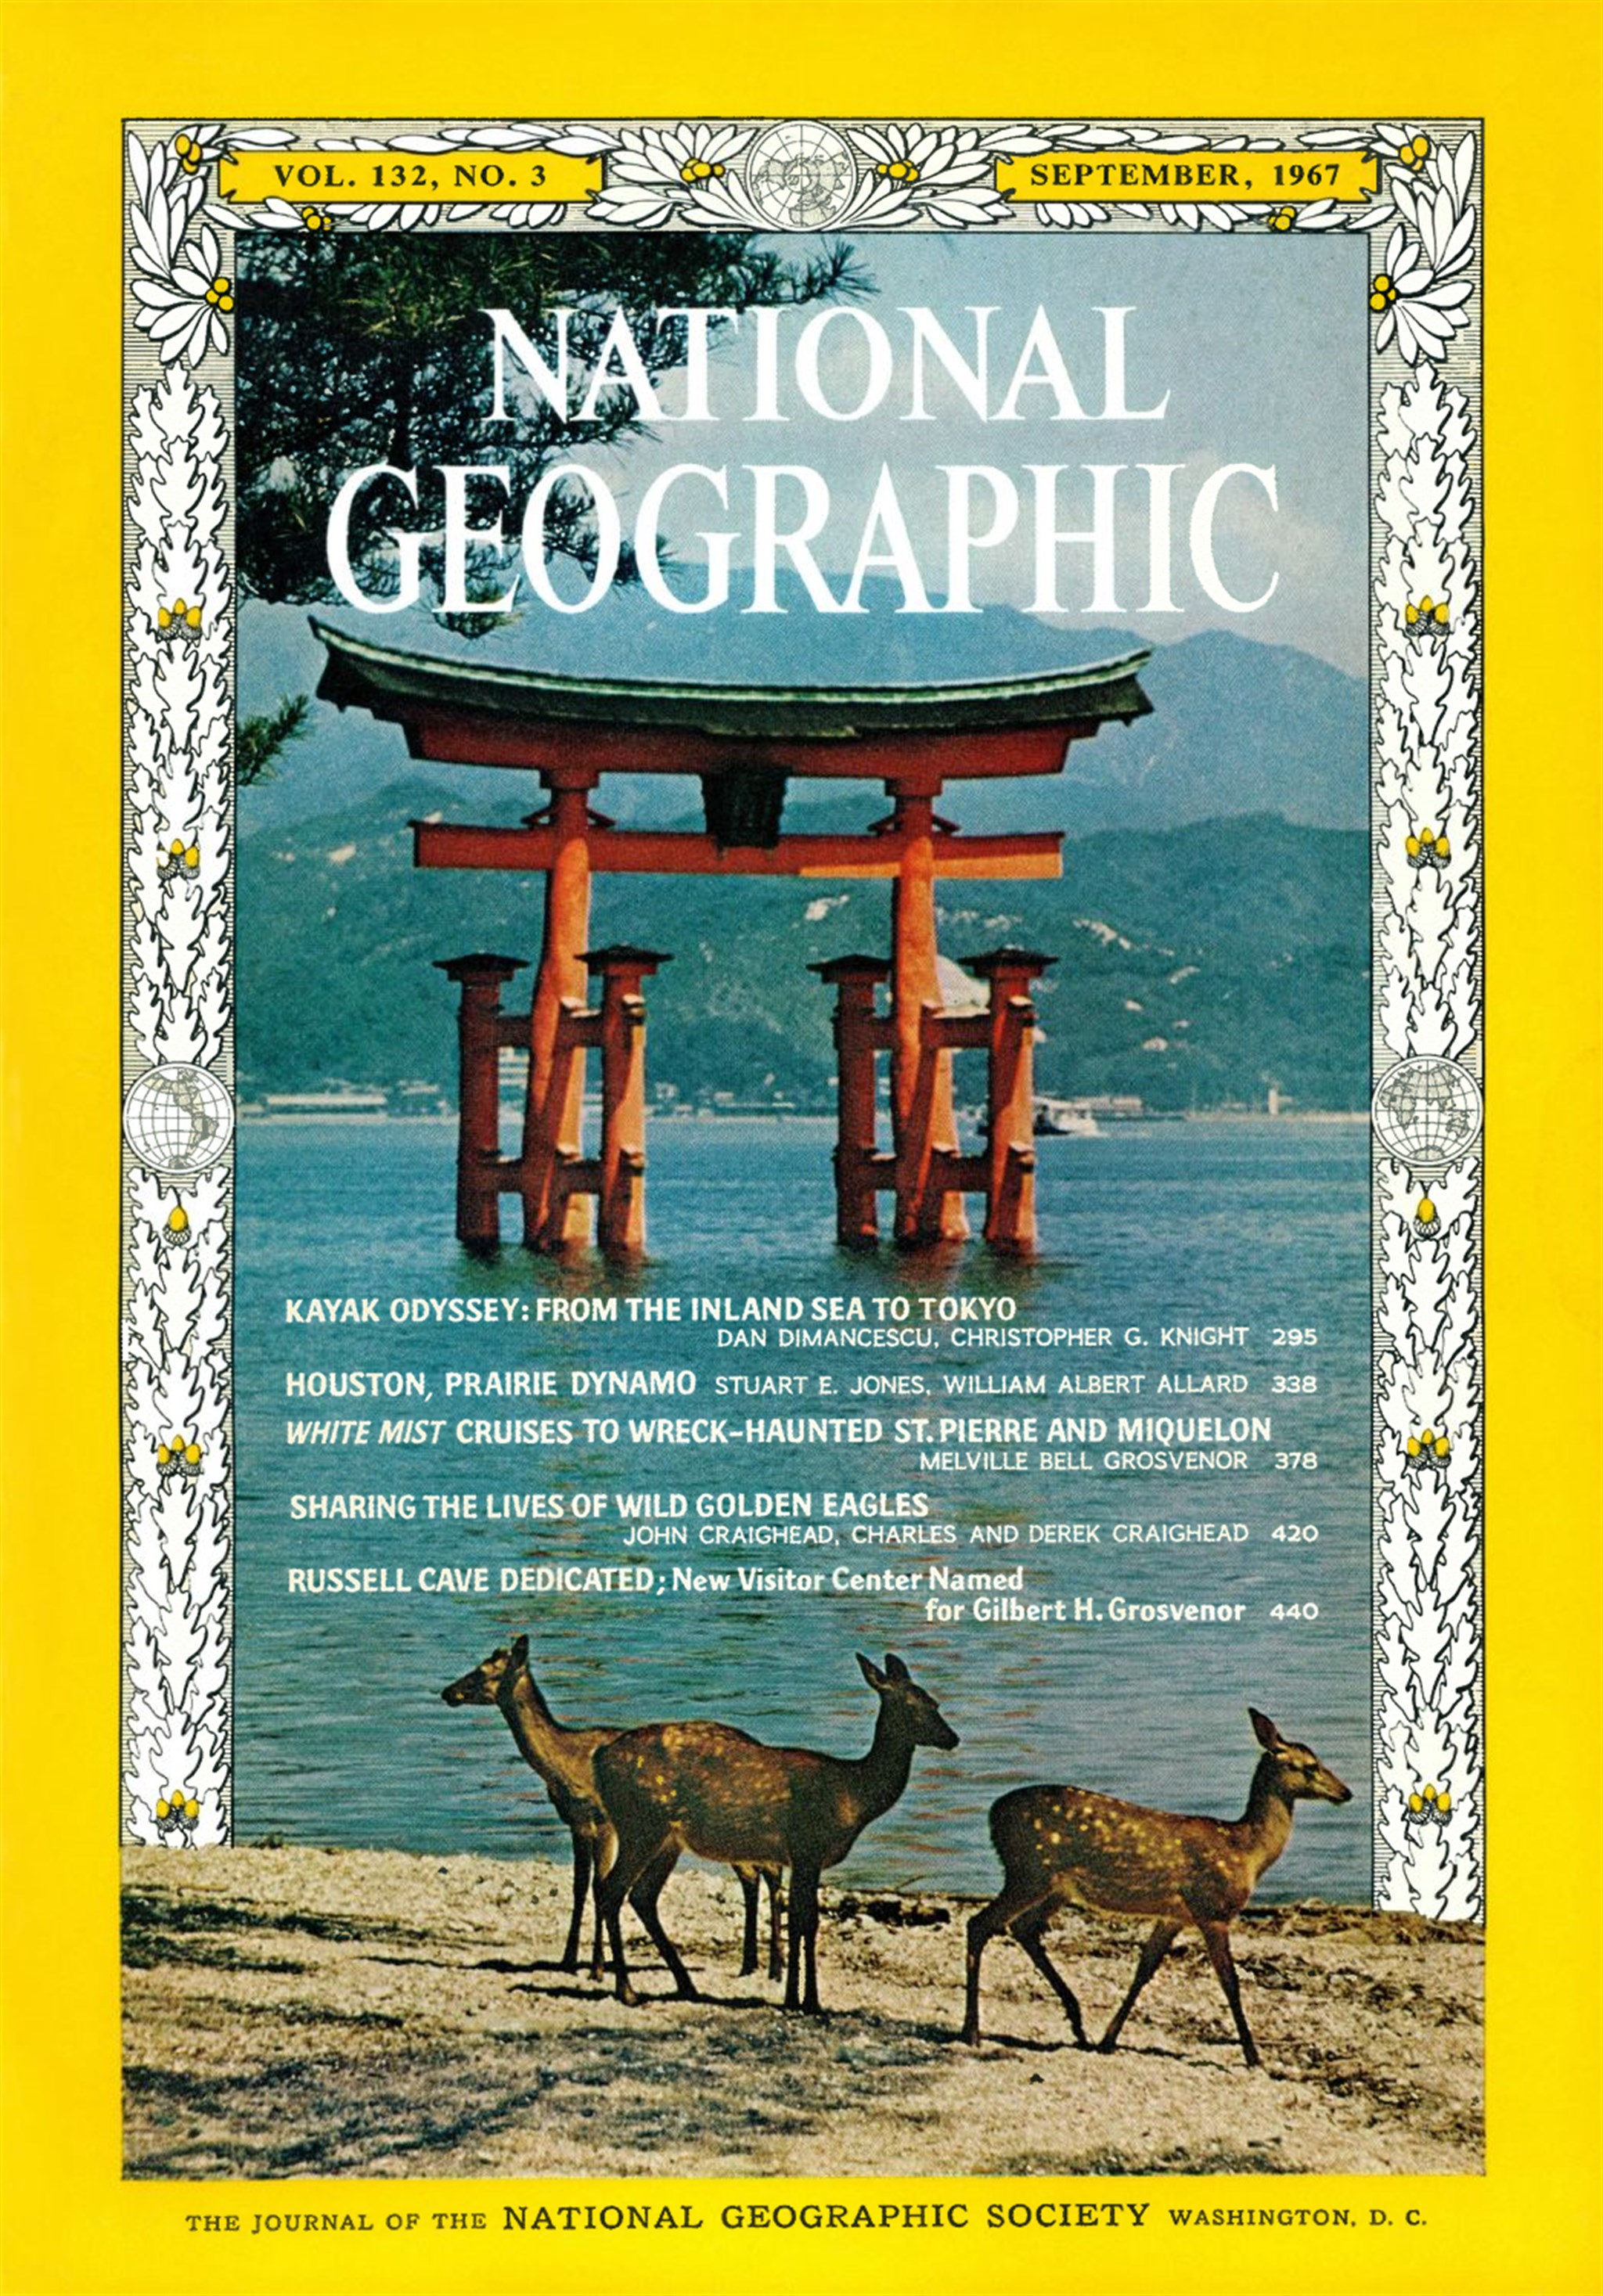 VOL. 132, NO. 3
SEPTEMBER, 1967
NATIONAL
GEOGRAPHIC
KAYAK ODYSSEY: FROM THE INLAND SEA TO TOKYO
DAN DIMANCESCU, CHRISTOPHER G. KNIGHT 295
HOUSTON, PRAIRIE DYNAMO STUART E. JONES, WILLIAM ALBERT ALLARD 338
WHITE MIST CRUISES TO WRECK-HAUNTED ST. PIERRE AND MIQUELON
MELVILLE BELL GROSVENOR 378
SHARING THE LIVES OF WILD GOLDEN EAGLES
JOHN CRAIGHEAD, CHARLES AND DEREK CRAIGHEAD 420
RUSSELL CAVE DEDICATED; New Visitor Center Named
for Gilbert H. Grosvenor 440
THE JOURNAL OF THE NATIONAL GEOGRAPHIC SOCIETY WASHINGTON, D. C.